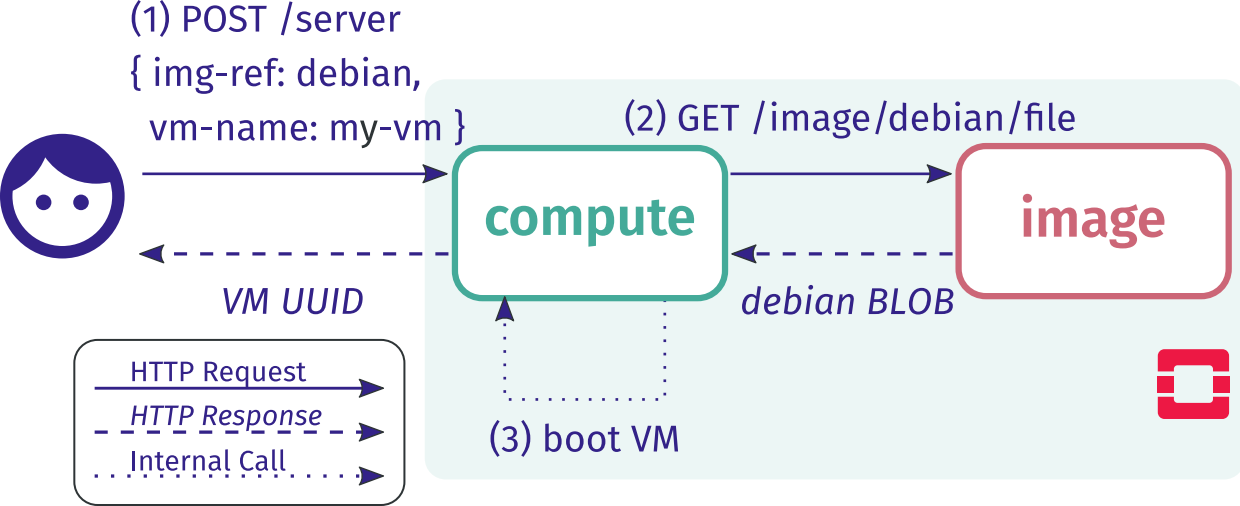 (1) POST /server
{ img-ref: debian,
vm-name: my-vm }
(2) GET /image/debian/file
compute
image
VM UUID
debian BLOB
HTTP Request
HTTP Response
Internal Call
(3) boot VM